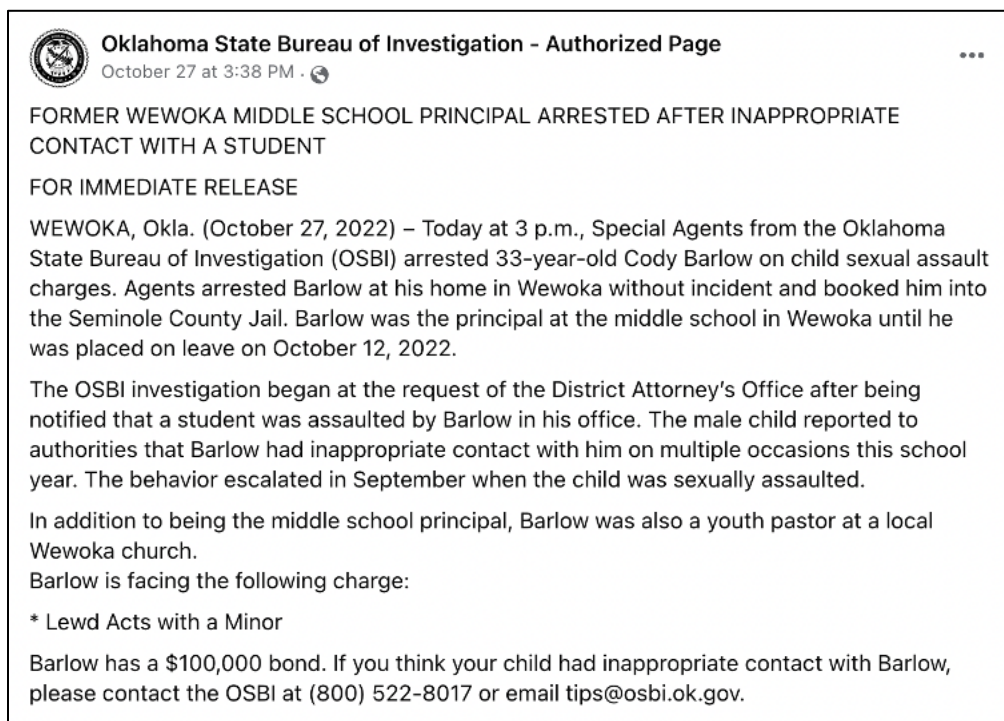 Oklahoma State Bureau of Investigation - Authorized Page
October 27 at 3:38 PM ·
FORMER WEWOKA MIDDLE SCHOOL PRINCIPAL ARRESTED AFTER INAPPROPRIATE
CONTACT WITH A STUDENT
FOR IMMEDIATE RELEASE
WEWOKA, Okla. (October 27, 2022) – Today at 3 p.m., Special Agents from the Oklahoma
State Bureau of Investigation (OSBI) arrested 33-year-old Cody Barlow on child sexual assault
charges. Agents arrested Barlow at his home in Wewoka without incident and booked him into
the Seminole County Jail. Barlow was the principal at the middle school in Wewoka until he
was placed on leave on October 12, 2022.
The OSBI investigation began at the request of the District Attorney's Office after being
notified that a student was assaulted by Barlow in his office. The male child reported to
authorities that Barlow had inappropriate contact with him on multiple occasions this school
year. The behavior escalated in September when the child was sexually assaulted.
In addition to being the middle school principal, Barlow was also a youth pastor at a local
Wewoka church.
Barlow is facing the following charge:
* Lewd Acts with a Minor
Barlow has a $100,000 bond. If you think your child had inappropriate contact with Barlow,
please contact the OSBI at (800) 522-8017 or email tips@osbi.ok.gov.